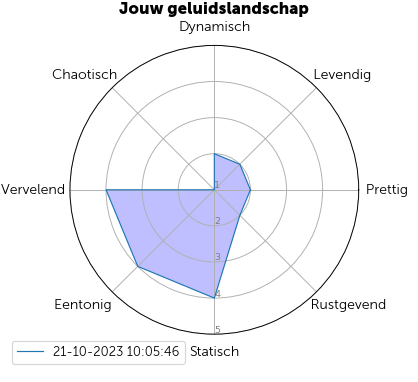 Jouw geluidslandschap
Dynamisch
Chaotisch
Levendig
Vervelend
1
Prettig
2
3
4
Eentonig
Rustgevend
5
21-10-2023 10:05:46
Statisch